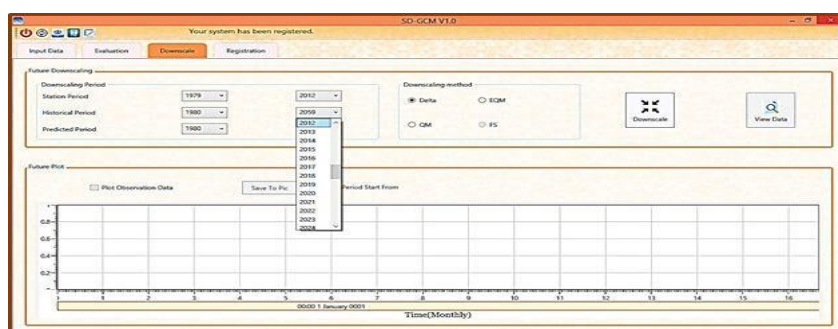 SD-GCM V1.0
Your system has been registered.
Input Data Evaluation Downscale Registration
Future Downscaling
Downscaling Period Downscaling method
Station Period 1979 2012
Delta EQM
Historical Period 1980 2059
Downscale View Data
2012
Predicted Period 1980
QM FS
2013
2014
2015
2016
2017
2018
2019
2020
2021
2022
2023
2024
Future Plot
Plot Observation Data Save To Pic Period Start From
1
0.8
0.6
0.4
0.2
1 1 2 3 4 5 6 7 8 9 10 11 12 13 14 15 16
00:00 1 January 0001
Time(Monthly)